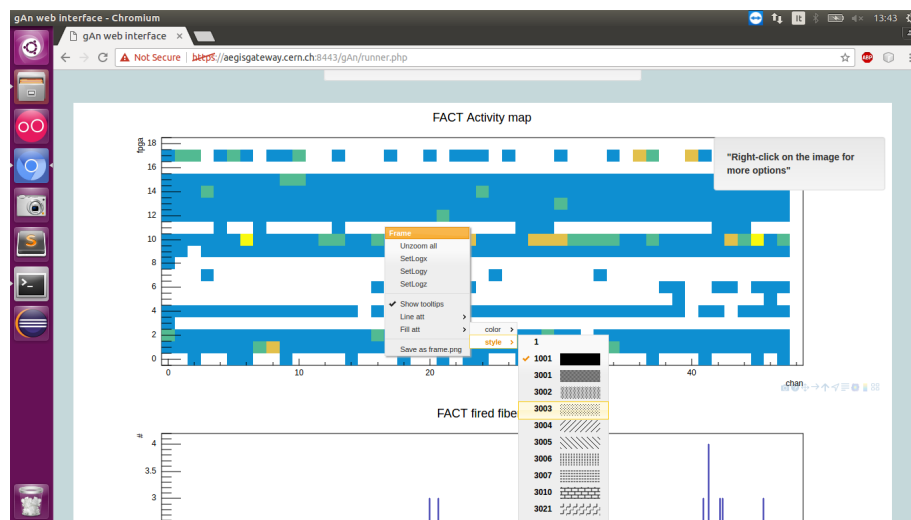 gAn web interface - Chromium
13:43
gAn web interface ×
Not Secure | https://aegisgateway.cern.ch:8443/gAn/runner.php
ABP
FACT Activity map
fpga
18
16
14
12
10
8
6
4
2
0
0
10
20
40
chan
"Right-click on the image for
more options"
Frame
Unzoom all
SetLogx
SetLogy
SetLogz
Show tooltips
Line att
Fill att
Save as frame.png
color
style
1
1001
3001
3002
3003
3004
3005
3006
3007
3010
3021
FACT fired fibe
#
4
3.5
3